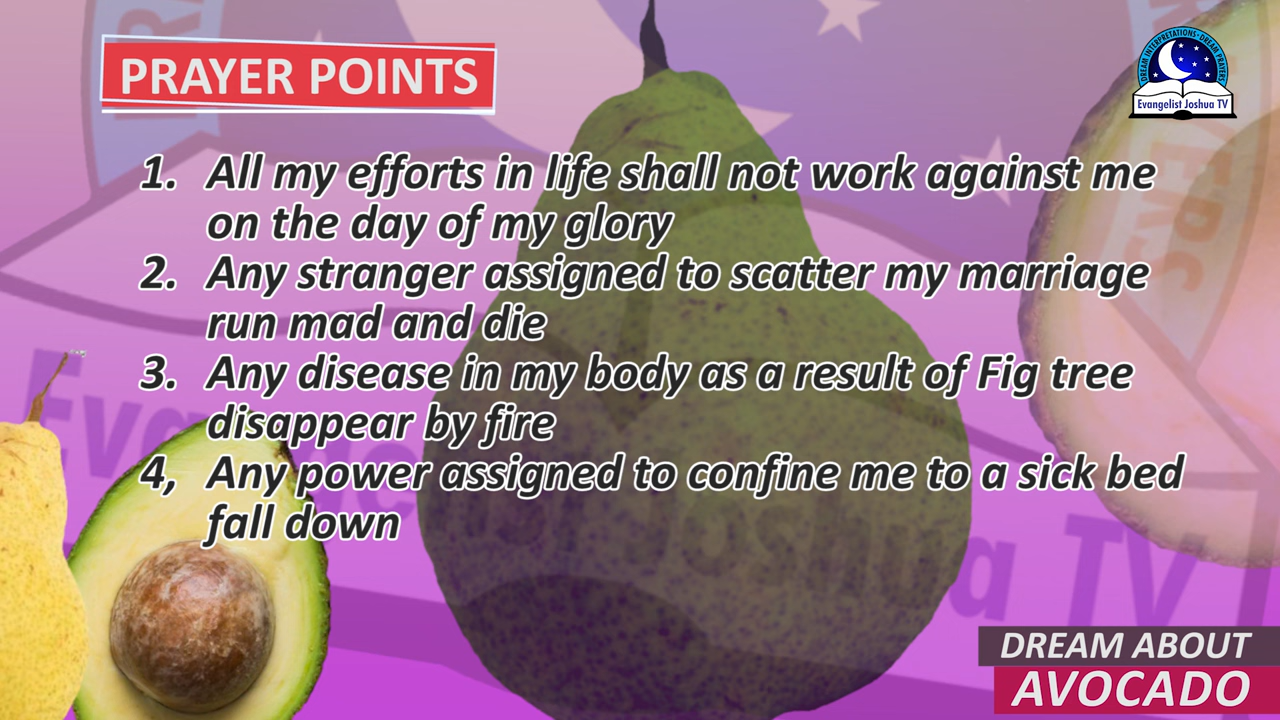 PRAYER POINTS
DREAM INTERPRETATIONS • DREAM PRAYERS
Evangelist Joshua TV
1. All my efforts in life shall not work against me
on the day of my glory
2. Any stranger assigned to scatter my marriage
run mad and die
3. Any disease in my body as a result of Fig tree
disappear by fire
4, Any power assigned to confine me to a sick bed
fall down
DREAM ABOUT
AVOCADO